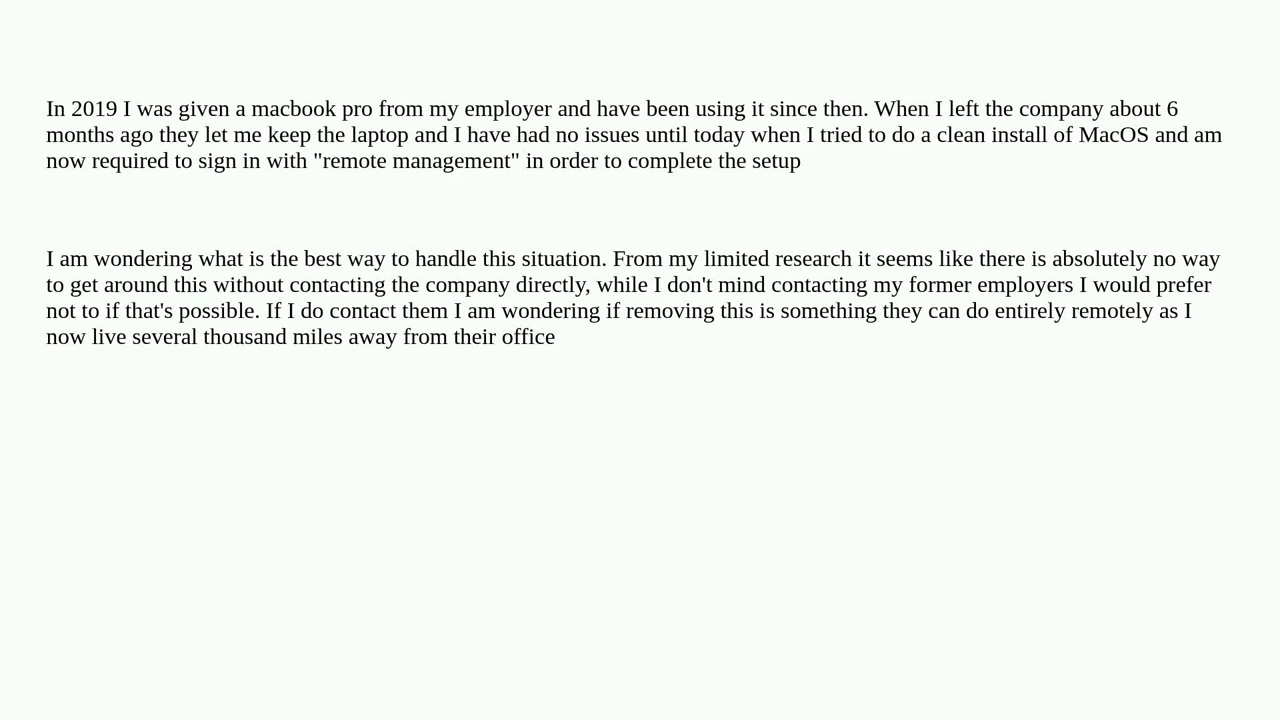 In 2019 I was given a macbook pro from my employer and have been using it since then. When I left the company about 6
months ago they let me keep the laptop and I have had no issues until today when I tried to do a clean install of MacOS and am
now required to sign in with "remote management" in order to complete the setup
I am wondering what is the best way to handle this situation. From my limited research it seems like there is absolutely no way
to get around this without contacting the company directly, while I don't mind contacting my former employers I would prefer
not to if that's possible. If I do contact them I am wondering if removing this is something they can do entirely remotely as I
now live several thousand miles away from their office